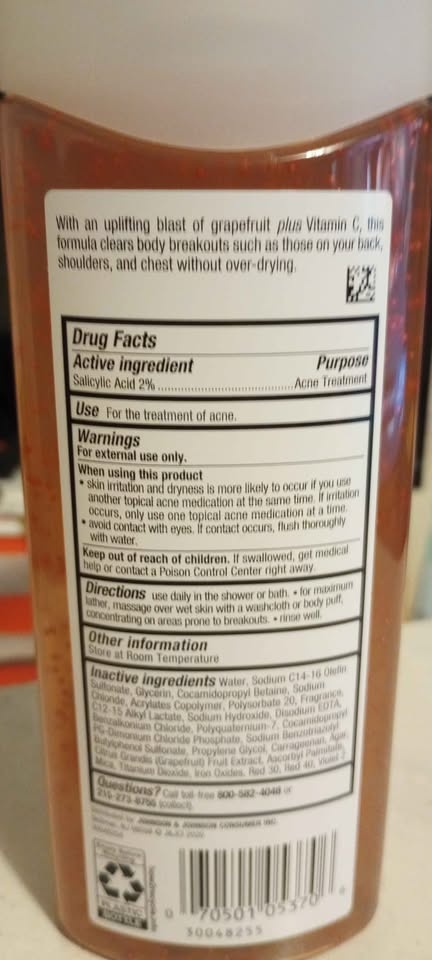 With an uplifting blast of grapefruit plus Vitamin C, this
formula clears body breakouts such as those on your back,
shoulders, and chest without over-drying.
Drug Facts
Active ingredient Purpose
Salicylic Acid 2%..............................Acne Treatment
Use For the treatment of acne.
Warnings
For external use only.
When using this product
• skin irritation and dryness is more likely to occur if you use
another topical acne medication at the same time. If irritation
occurs, only use one topical acne medication at a time.
• avoid contact with eyes. If contact occurs, flush thoroughly
with water.
Keep out of reach of children. If swallowed, get medical
help or contact a Poison Control Center right away.
Directions use daily in the shower or bath. • for maximum
lather, massage over wet skin with a washcloth or body puff,
concentrating on areas prone to breakouts. • rinse well.
Other information
Store at Room Temperature
Inactive ingredients Water, Sodium C14-16 Olefin
Sulfonate, Glycerin, Cocamidopropyl Betaine, Sodium
Chloride, Acrylates Copolymer, Polysorbate 20, Fragrance,
C12-15 Alkyl Lactate, Sodium Hydroxide, Disodium EDTA,
Benzalkonium Chloride, Polyquaternium-7, Cocamidopropyl
PG-Dimonium Chloride Phosphate, Sodium Benzotriazolyl
Butylphenol Sulfonate, Propylene Glycol, Carrageenan, Agar,
Citrus Grandis (Grapefruit) Fruit Extract, Ascorbyl Palmitate,
Mica, Titanium Dioxide, Iron Oxides, Red 30, Red 40, Violet 2
Questions? Call toll-free 800-582-4048 or
215-273-8755 (collect).
JOHNSON & JOHNSON CONSUMER INC.
PLASTIC
BOTTLE
0 70501 05370
30048255